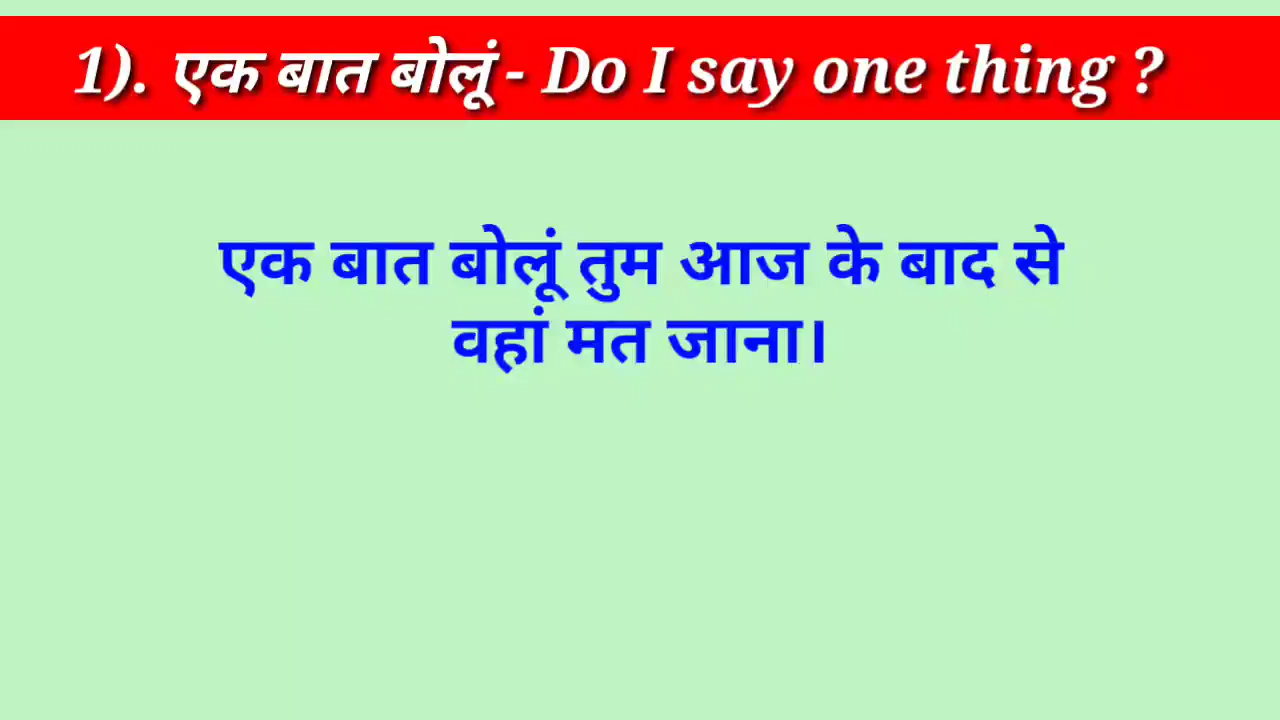 1). एक बात बोलूं - Do I say one thing ?
एक बात बोलूं तुम आज के बाद से
वहां मत जाना।